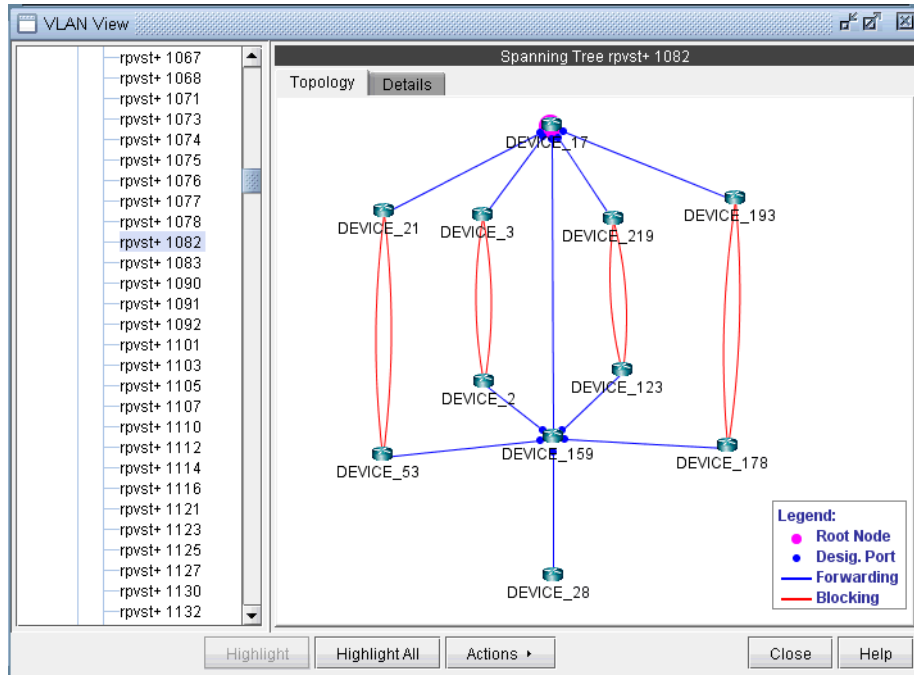 VLAN View
rpvst+ 1067
rpvst+ 1068
rpvst+ 1071
rpvst+ 1073
rpvst+ 1074
rpvst+ 1075
rpvst+ 1076
rpvst+ 1077
rpvst+ 1078
rpvst+ 1082
rpvst+ 1083
rpvst+ 1090
rpvst+ 1091
rpvst+ 1092
rpvst+ 1101
rpvst+ 1103
rpvst+ 1105
rpvst+ 1107
rpvst+ 1110
rpvst+ 1112
rpvst+ 1114
rpvst+ 1116
rpvst+ 1121
rpvst+ 1123
rpvst+ 1125
rpvst+ 1127
rpvst+ 1130
rpvst+ 1132
Spanning Tree rpvst+ 1082
Topology Details
DEVICE_17
DEVICE_21 DEVICE_3 DEVICE_219 DEVICE_193
DEVICE_2 DEVICE_123
DEVICE_53 DEVICE_159 DEVICE_178
DEVICE_28
Legend:
Root Node
Desig. Port
Forwarding
Blocking
Highlight Highlight All Actions Close Help